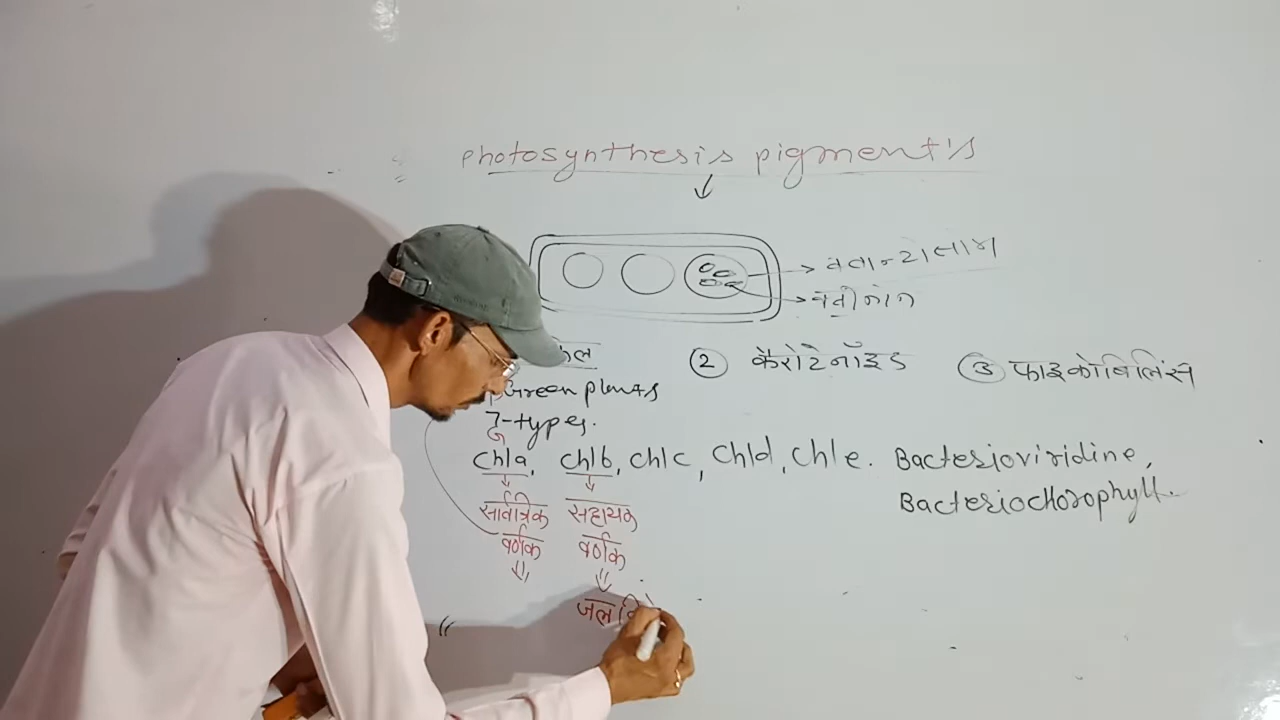 Photosynthesis pigment's
② कैरोटेनॉइड ③ फाइकोबिलिंस
Green plants
7-types.
Chla, chlb, chlc, Chld, Chle. Bacterioviridine,
Bacteriochlorophyll.
सार्वत्रिक सहायक
वर्णक वर्णक
जल